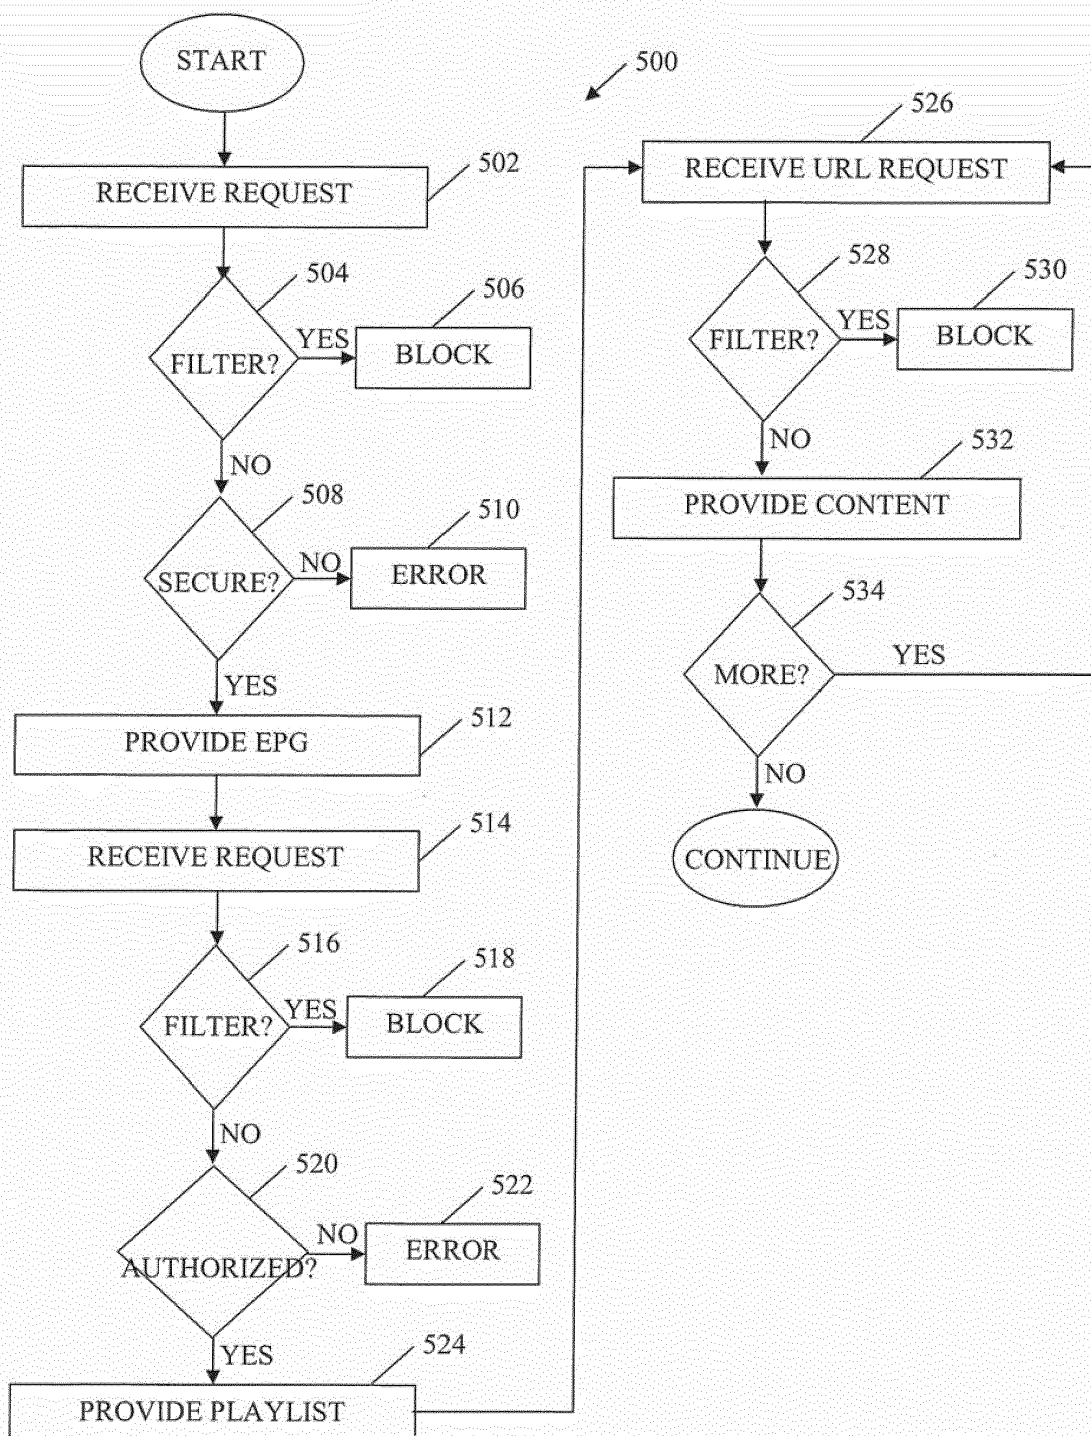 START
500
RECEIVE REQUEST
502
FILTER?
504
YES
BLOCK
506
NO
SECURE?
508
NO
ERROR
510
YES
PROVIDE EPG
512
RECEIVE REQUEST
514
FILTER?
516
YES
BLOCK
518
NO
AUTHORIZED?
520
NO
ERROR
522
YES
PROVIDE PLAYLIST
524
RECEIVE URL REQUEST
526
FILTER?
528
YES
BLOCK
530
NO
PROVIDE CONTENT
532
MORE?
534
YES
NO
CONTINUE